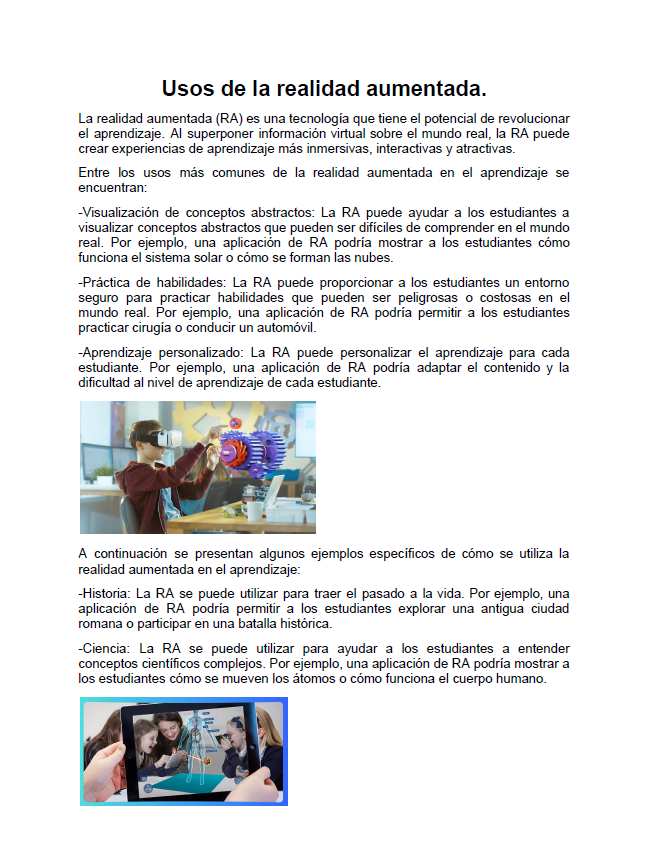 Usos de la realidad aumentada.
La realidad aumentada (RA) es una tecnología que tiene el potencial de revolucionar
el aprendizaje. Al superponer información virtual sobre el mundo real, la RA puede
crear experiencias de aprendizaje más inmersivas, interactivas y atractivas.
Entre los usos más comunes de la realidad aumentada en el aprendizaje se
encuentran:
-Visualización de conceptos abstractos: La RA puede ayudar a los estudiantes a
visualizar conceptos abstractos que pueden ser difíciles de comprender en el mundo
real. Por ejemplo, una aplicación de RA podría mostrar a los estudiantes cómo
funciona el sistema solar o cómo se forman las nubes.
-Práctica de habilidades: La RA puede proporcionar a los estudiantes un entorno
seguro para practicar habilidades que pueden ser peligrosas o costosas en el
mundo real. Por ejemplo, una aplicación de RA podría permitir a los estudiantes
practicar cirugía o conducir un automóvil.
-Aprendizaje personalizado: La RA puede personalizar el aprendizaje para cada
estudiante. Por ejemplo, una aplicación de RA podría adaptar el contenido y la
dificultad al nivel de aprendizaje de cada estudiante.
A continuación se presentan algunos ejemplos específicos de cómo se utiliza la
realidad aumentada en el aprendizaje:
-Historia: La RA se puede utilizar para traer el pasado a la vida. Por ejemplo, una
aplicación de RA podría permitir a los estudiantes explorar una antigua ciudad
romana o participar en una batalla histórica.
-Ciencia: La RA se puede utilizar para ayudar a los estudiantes a entender
conceptos científicos complejos. Por ejemplo, una aplicación de RA podría mostrar a
los estudiantes cómo se mueven los átomos o cómo funciona el cuerpo humano.